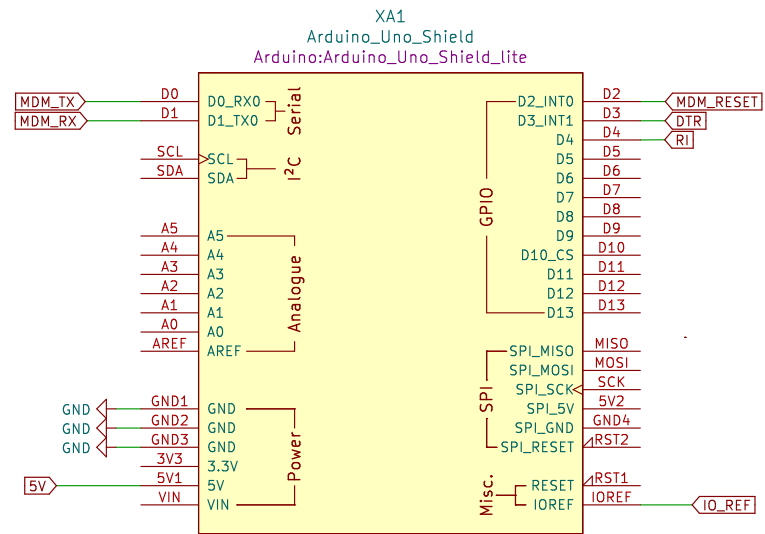 XA1
Arduino_Uno_Shield
Arduino:Arduino_Uno_Shield_lite
MDM_TX D0 D0_RX0 Serial D2_INT0 D2 MDM_RESET
MDM_RX D1 D1_TX0 D3_INT1 D3 DTR
D4 D4 RI
SCL SCL I²C D5 D5
SDA SDA D6 D6
GPIO D7 D7
D8 D8
A5 A5 D9 D9
A4 A4 D10_CS D10
A3 A3 Analogue D11 D11
A2 A2 D12 D12
A1 A1 D13 D13
A0 A0
AREF AREF SPI_MISO MISO
SPI_MOSI MOSI
SPI SPI_SCK SCK
GND GND1 GND SPI_5V 5V2
GND GND2 GND SPI_GND GND4
GND GND3 GND Power SPI_RESET RST2
3V3 3.3V
5V 5V1 5V Misc. RESET RST1
VIN VIN IOREF IOREF IO_REF